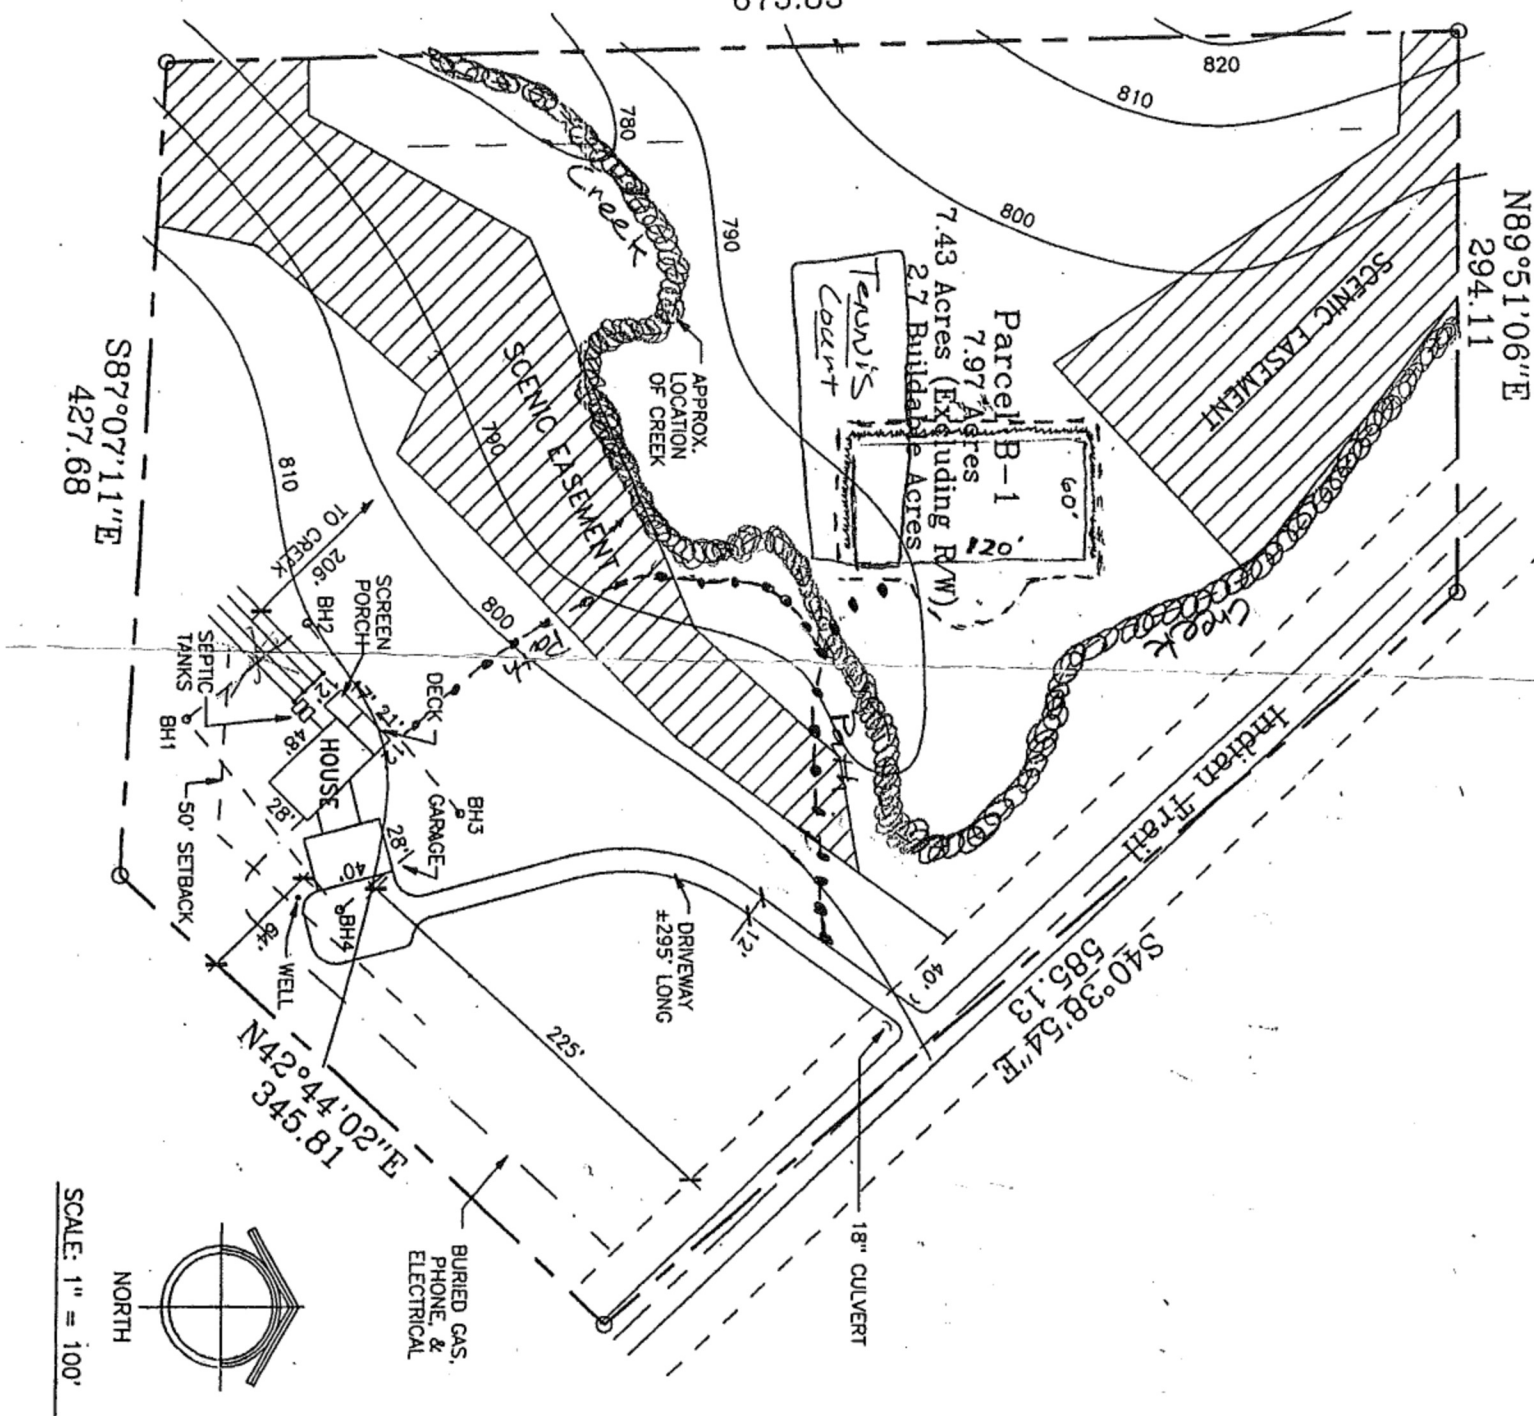 820
810
800
780
790
N89°51'06"E
294.11
SCENIC EASEMENT
Creek
Parcel B-1
7.97 Acres
7.43 Acres (Excluding R/W)
2.7 Buildable Acres
Tennis
Court
60'
120'
APPROX.
LOCATION
OF CREEK
SCENIC EASEMENT
790
Creek
S87°07'11"E
427.68
810
800
TO CREEK
206'
BH2
SCREEN
PORCH
SEPTIC
TANKS
BH1
DECK
Path
Path
12'
17'
21'
12'
48'
HOUSE
28'
BH3
GARAGE
28'
40'
50' SETBACK
BH4
64'
WELL
DRIVEWAY
±295' LONG
12'
40'
Indian Trail
S40°38'54"E
585.13
225'
N42°44'02"E
345.81
18" CULVERT
BURIED GAS,
PHONE, &
ELECTRICAL
NORTH
SCALE: 1" = 100'